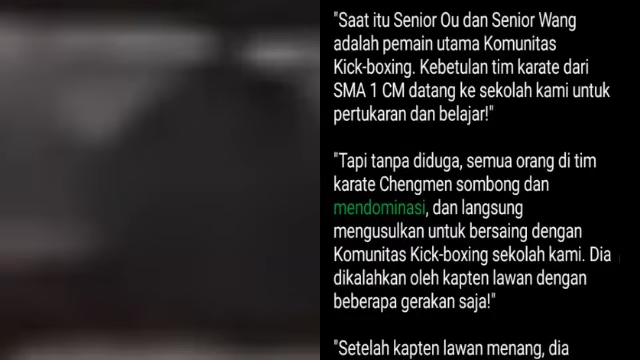 "Saat itu Senior Ou dan Senior Wang
adalah pemain utama Komunitas
Kick-boxing. Kebetulan tim karate dari
SMA 1 CM datang ke sekolah kami untuk
pertukaran dan belajar!"
"Tapi tanpa diduga, semua orang di tim
karate Chengmen sombong dan
mendominasi, dan langsung
mengusulkan untuk bersaing dengan
Komunitas Kick-boxing sekolah kami. Dia
dikalahkan oleh kapten lawan dengan
beberapa gerakan saja!"
"Setelah kapten lawan menang, dia